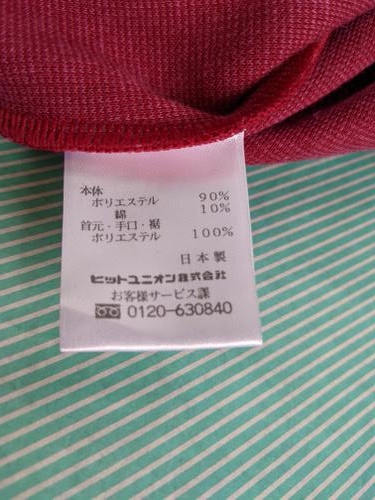 本体
ポリエステル 90%
綿 10%
首元・手口・裾
ポリエステル 100%
日本製
ヒットユニオン株式会社
お客様サービス課
0120-630840